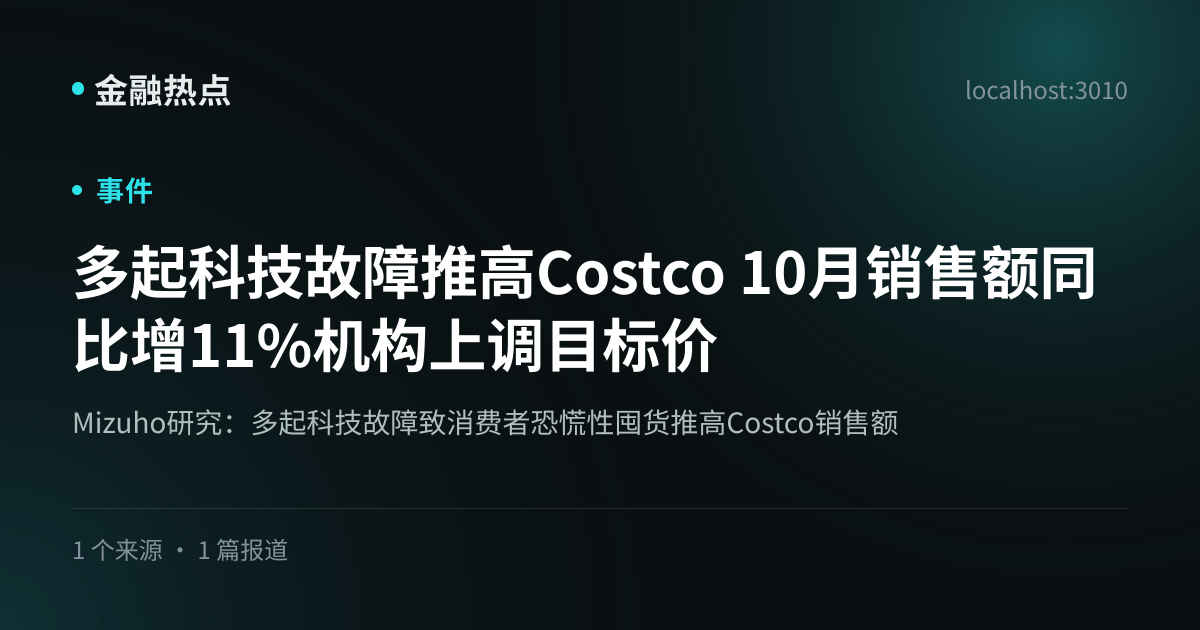 金融热点
localhost:3010
事件
多起科技故障推高Costco 10月销售额同
比增11%机构上调目标价
Mizuho研究：多起科技故障致消费者恐慌性囤货推高Costco销售额
1 个来源 · 1 篇报道